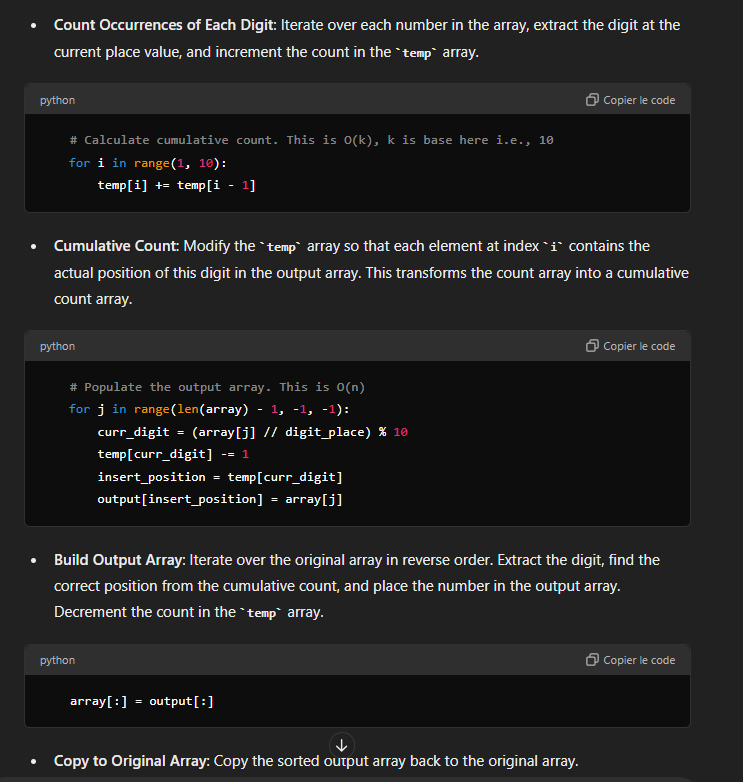 • Count Occurrences of Each Digit: Iterate over each number in the array, extract the digit at the
current place value, and increment the count in the `temp` array.
python
Copier le code
# Calculate cumulative count. This is O(k), k is base here i.e., 10
for i in range(1, 10):
    temp[i] += temp[i - 1]
• Cumulative Count: Modify the `temp` array so that each element at index `i` contains the
actual position of this digit in the output array. This transforms the count array into a cumulative
count array.
python
Copier le code
# Populate the output array. This is O(n)
for j in range(len(array) - 1, -1, -1):
    curr_digit = (array[j] // digit_place) % 10
    temp[curr_digit] -= 1
    insert_position = temp[curr_digit]
    output[insert_position] = array[j]
• Build Output Array: Iterate over the original array in reverse order. Extract the digit, find the
correct position from the cumulative count, and place the number in the output array.
Decrement the count in the `temp` array.
python
Copier le code
array[:] = output[:]
• Copy to Original Array: Copy the sorted output array back to the original array.